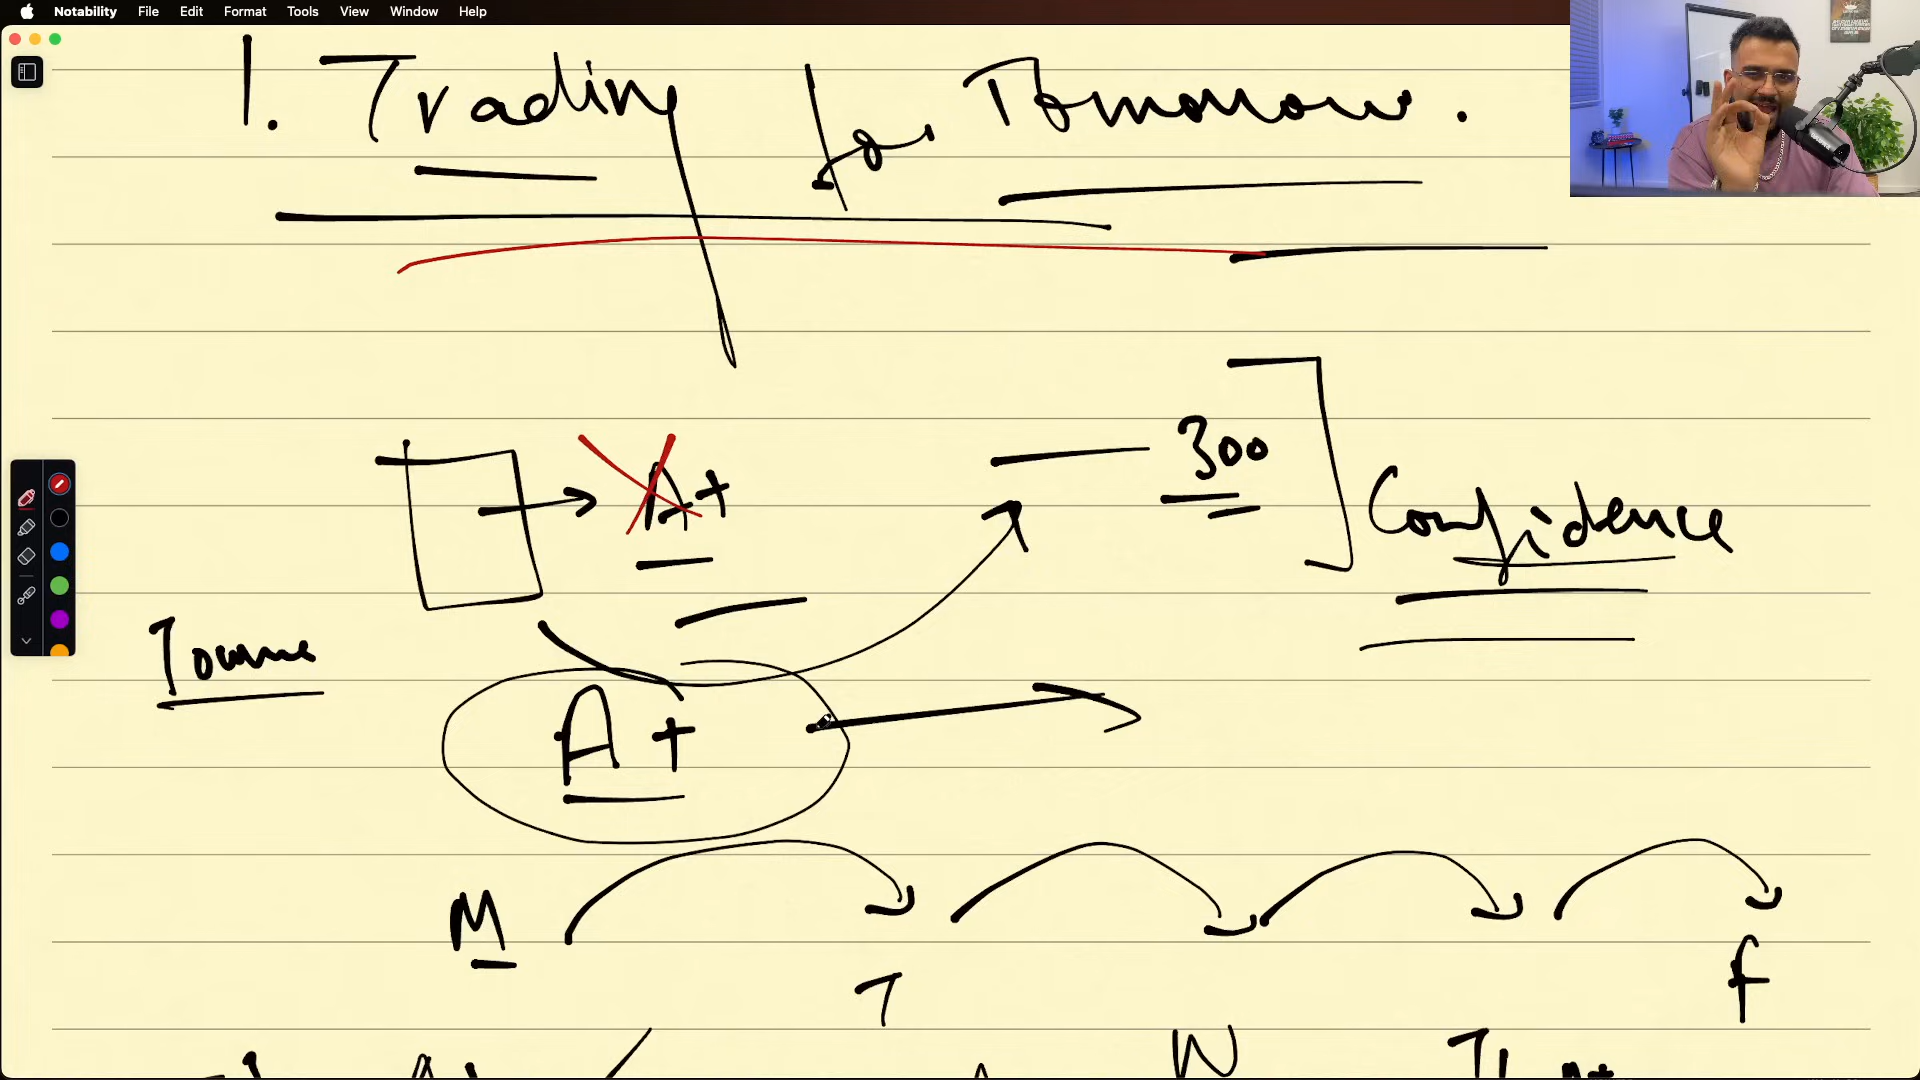 Notability File Edit Format Tools View Window Help
1. Trading for Tomorrow.
A+
300
Confidence
A+
M
T
f
W